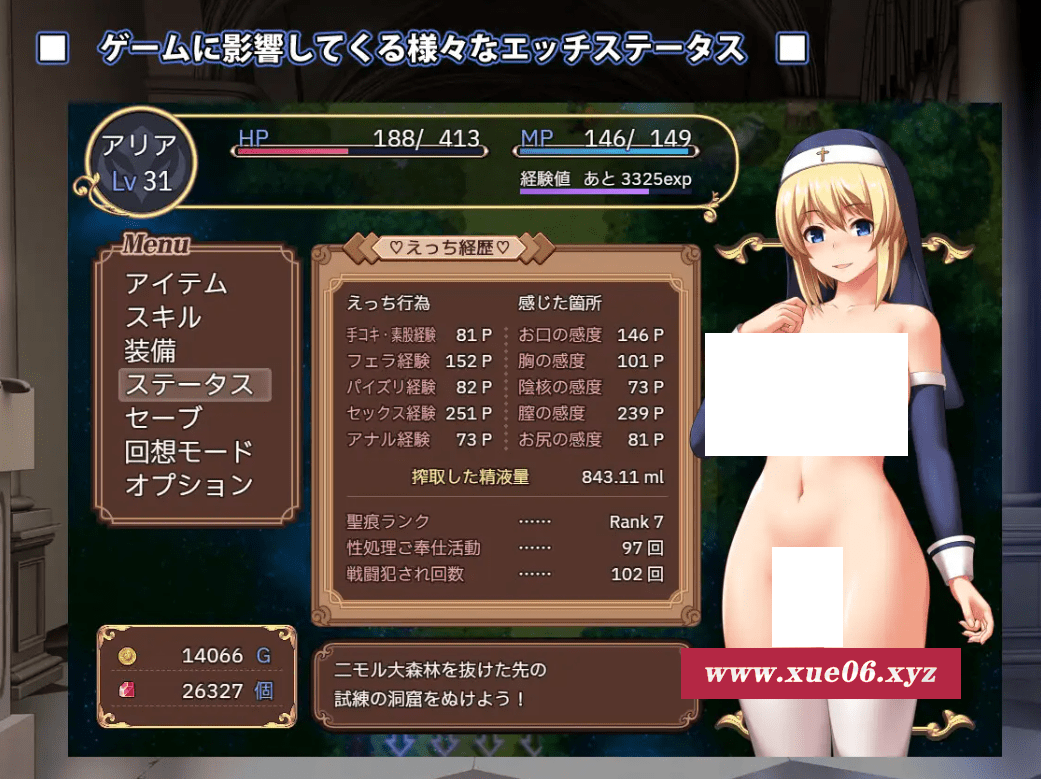 ■ ゲームに影響してくる様々なエッチステータス ■
アリア
Lv 31
HP 188/ 413
MP 146/ 149
経験値 あと 3325exp
Menu
アイテム
スキル
装備
ステータス
セーブ
回想モード
オプション
♡えっち経歴♡
えっち行為 感じた箇所
手コキ・素股経験 81 P お口の感度 146 P
フェラ経験 152 P 胸の感度 101 P
パイズリ経験 82 P 陰核の感度 73 P
セックス経験 251 P 膣の感度 239 P
アナル経験 73 P お尻の感度 81 P
搾取した精液量 843.11 ml
聖痕ランク …… Rank 7
性処理ご奉仕活動 …… 97 回
戦闘犯され回数 …… 102 回
14066 G
26327 個
二モル大森林を抜けた先の
試練の洞窟をぬけよう！
www.xue06.xyz